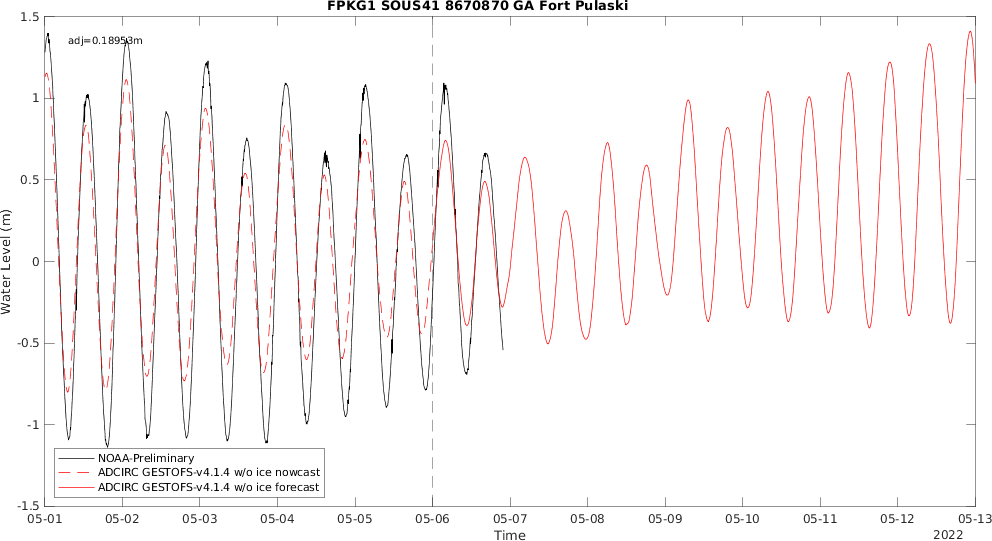 FPKG1 SOUS41 8670870 GA Fort Pulaski
adj=0.18953m
1.5
1
0.5
0
-0.5
-1
-1.5
Water Level (m)
NOAA-Preliminary
ADCIRC GESTOFS-v4.1.4 w/o ice nowcast
ADCIRC GESTOFS-v4.1.4 w/o ice forecast
05-01 05-02 05-03 05-04 05-05 05-06 05-07 05-08 05-09 05-10 05-11 05-12 05-13
Time
2022